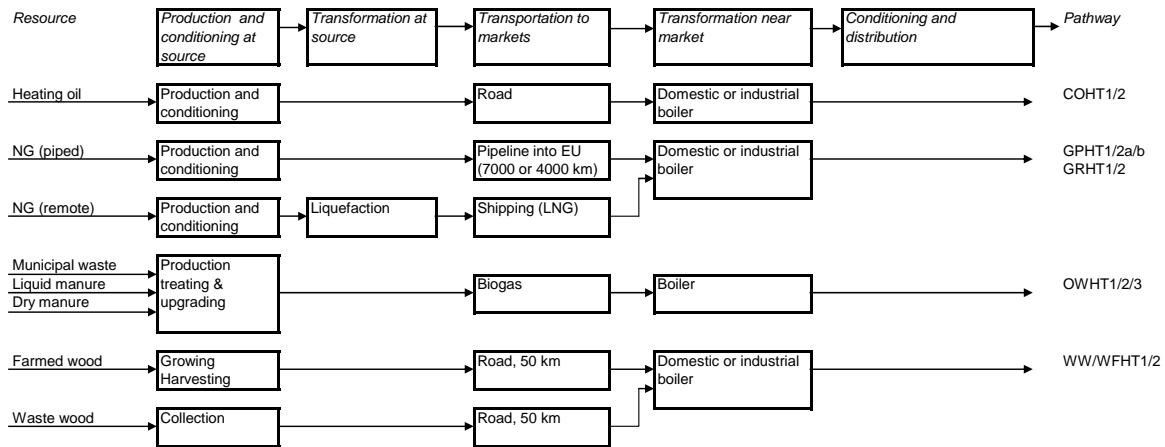 Resource
Production and
conditioning at
source
Transformation at
source
Transportation to
markets
Transformation near
market
Conditioning and
distribution
Pathway
Heating oil
Production and
conditioning
Road
Domestic or industrial
boiler
COHT1/2
NG (piped)
Production and
conditioning
Pipeline into EU
(7000 or 4000 km)
Domestic or industrial
boiler
GPHT1/2a/b
GRHT1/2
NG (remote)
Production and
conditioning
Liquefaction
Shipping (LNG)
Municipal waste
Liquid manure
Dry manure
Production
treating &
upgrading
Biogas
Boiler
OWHT1/2/3
Farmed wood
Growing
Harvesting
Road, 50 km
Domestic or industrial
boiler
WW/WFHT1/2
Waste wood
Collection
Road, 50 km